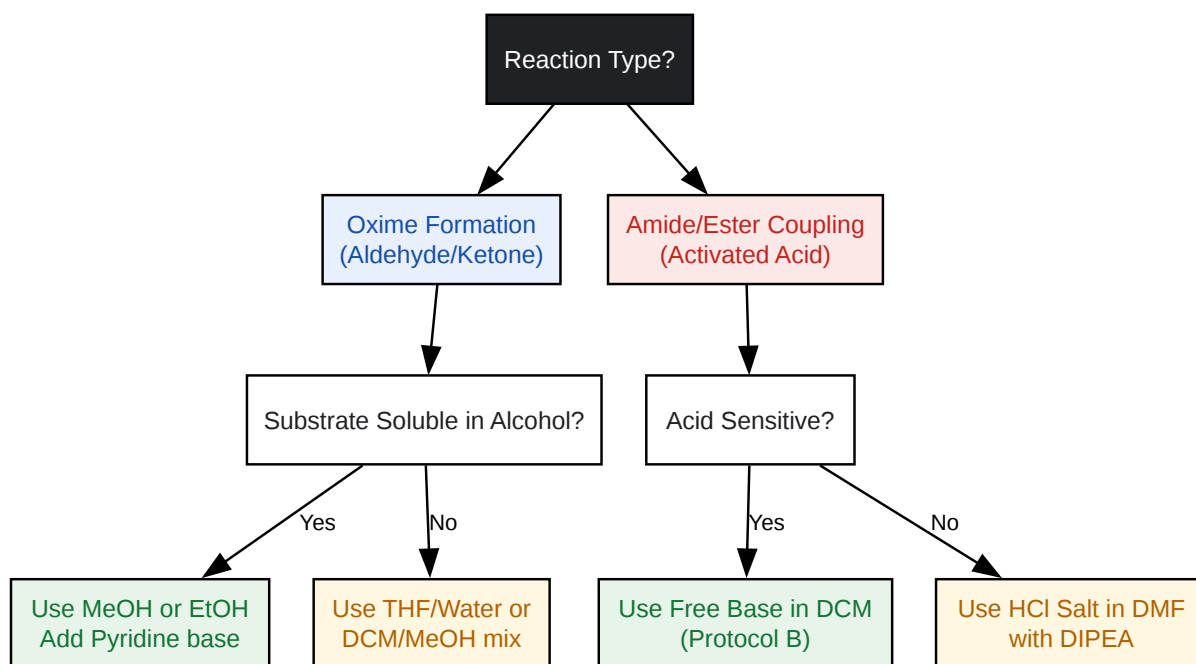 Reaction Type?
Oxime Formation
(Aldehyde/Ketone)
Amide/Ester Coupling
(Activated Acid)
Substrate Soluble in Alcohol?
Acid Sensitive?
Yes
No
Yes
No
Use MeOH or EtOH
Add Pyridine base
Use THF/Water or
DCM/MeOH mix
Use Free Base in DCM
(Protocol B)
Use HCl Salt in DMF
with DIPEA